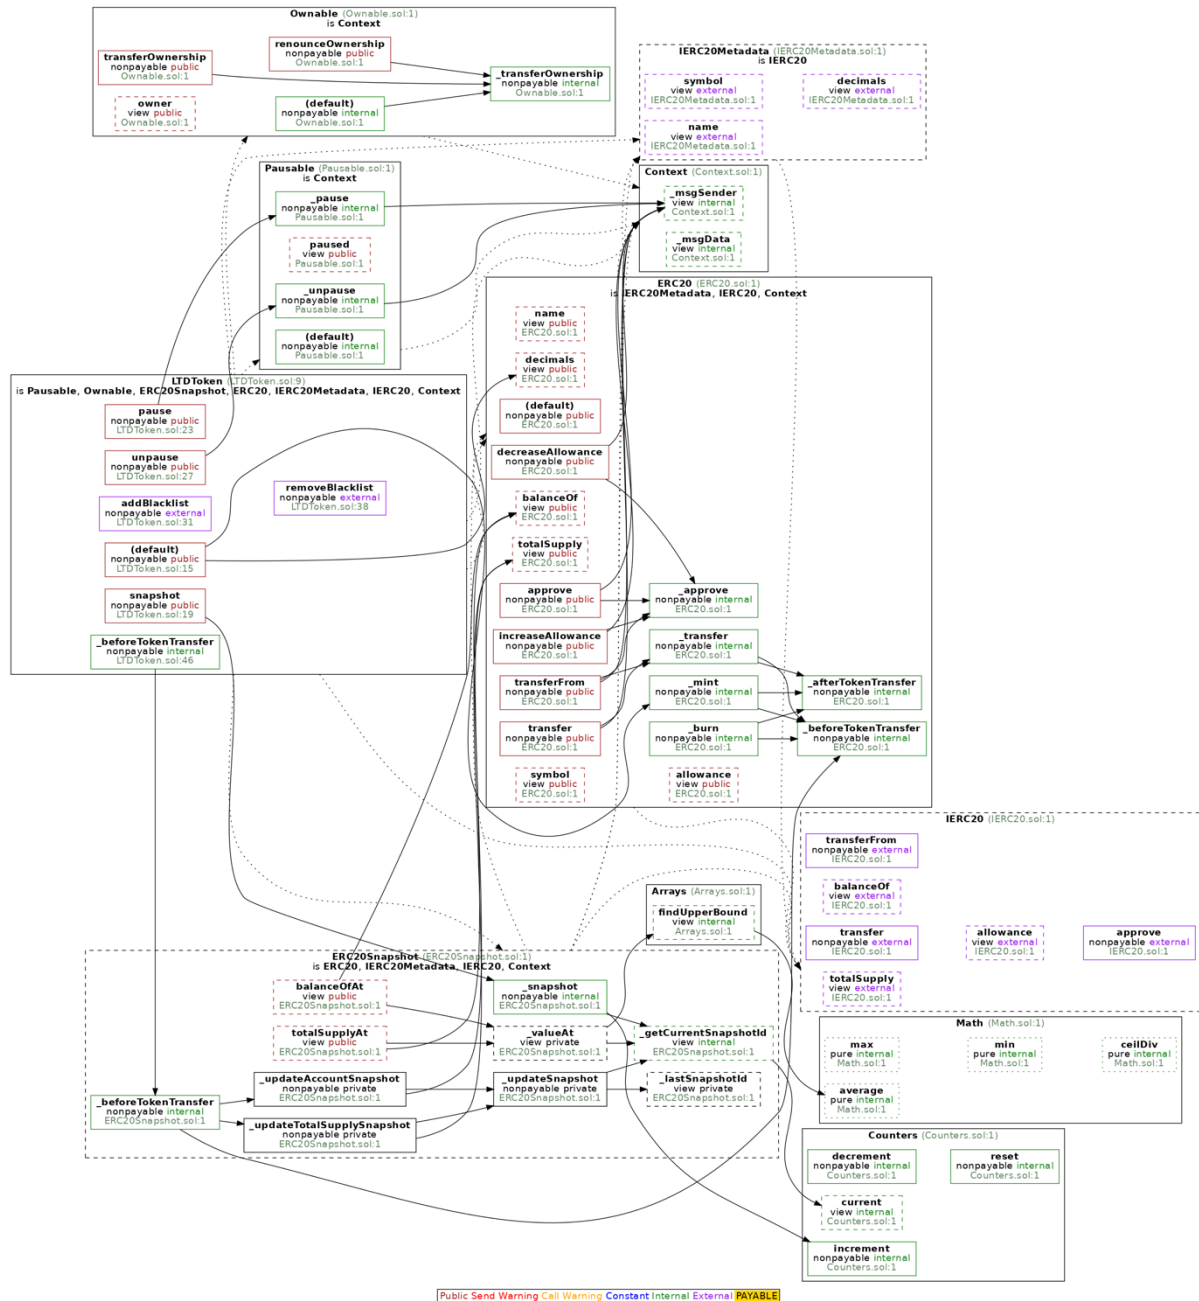 Ownable (Ownable.sol:1)
is Context
transferOwnership
nonpayable public
Ownable.sol:1
renounceOwnership
nonpayable public
Ownable.sol:1
_transferOwnership
nonpayable internal
Ownable.sol:1
owner
view public
Ownable.sol:1
(default)
nonpayable internal
Ownable.sol:1
IERC20Metadata (IERC20Metadata.sol:1)
is IERC20
symbol
view external
IERC20Metadata.sol:1
decimals
view external
IERC20Metadata.sol:1
name
view external
IERC20Metadata.sol:1
Pausable (Pausable.sol:1)
is Context
_pause
nonpayable internal
Pausable.sol:1
paused
view public
Pausable.sol:1
_unpause
nonpayable internal
Pausable.sol:1
(default)
nonpayable internal
Pausable.sol:1
Context (Context.sol:1)
_msgSender
view internal
Context.sol:1
_msgData
view internal
Context.sol:1
LTDToken (LTDToken.sol:9)
is Pausable, Ownable, ERC20Snapshot, ERC20, IERC20Metadata, IERC20, Context
pause
nonpayable public
LTDToken.sol:23
unpause
nonpayable public
LTDToken.sol:27
addBlacklist
nonpayable external
LTDToken.sol:31
removeBlacklist
nonpayable external
LTDToken.sol:38
(default)
nonpayable public
LTDToken.sol:15
snapshot
nonpayable public
LTDToken.sol:19
_beforeTokenTransfer
nonpayable internal
LTDToken.sol:46
ERC20 (ERC20.sol:1)
is IERC20Metadata, IERC20, Context
name
view public
ERC20.sol:1
decimals
view public
ERC20.sol:1
(default)
nonpayable public
ERC20.sol:1
decreaseAllowance
nonpayable public
ERC20.sol:1
balanceOf
view public
ERC20.sol:1
totalSupply
view public
ERC20.sol:1
approve
nonpayable public
ERC20.sol:1
_approve
nonpayable internal
ERC20.sol:1
increaseAllowance
nonpayable public
ERC20.sol:1
_transfer
nonpayable internal
ERC20.sol:1
transferFrom
nonpayable public
ERC20.sol:1
_mint
nonpayable internal
ERC20.sol:1
_afterTokenTransfer
nonpayable internal
ERC20.sol:1
transfer
nonpayable public
ERC20.sol:1
_burn
nonpayable internal
ERC20.sol:1
_beforeTokenTransfer
nonpayable internal
ERC20.sol:1
symbol
view public
ERC20.sol:1
allowance
view public
ERC20.sol:1
IERC20 (IERC20.sol:1)
transferFrom
nonpayable external
IERC20.sol:1
balanceOf
view external
IERC20.sol:1
transfer
nonpayable external
IERC20.sol:1
allowance
view external
IERC20.sol:1
approve
nonpayable external
IERC20.sol:1
totalSupply
view external
IERC20.sol:1
Arrays (Arrays.sol:1)
findUpperBound
view internal
Arrays.sol:1
ERC20Snapshot (ERC20Snapshot.sol:1)
is ERC20, IERC20Metadata, IERC20, Context
balanceOfAt
view public
ERC20Snapshot.sol:1
_snapshot
nonpayable internal
ERC20Snapshot.sol:1
totalSupplyAt
view public
ERC20Snapshot.sol:1
_valueAt
view private
ERC20Snapshot.sol:1
_getCurrentSnapshotId
view internal
ERC20Snapshot.sol:1
_updateAccountSnapshot
nonpayable private
ERC20Snapshot.sol:1
_updateSnapshot
nonpayable private
ERC20Snapshot.sol:1
_lastSnapshotId
view private
ERC20Snapshot.sol:1
_beforeTokenTransfer
nonpayable internal
ERC20Snapshot.sol:1
_updateTotalSupplySnapshot
nonpayable private
ERC20Snapshot.sol:1
Math (Math.sol:1)
max
pure internal
Math.sol:1
min
pure internal
Math.sol:1
ceilDiv
pure internal
Math.sol:1
average
pure internal
Math.sol:1
Counters (Counters.sol:1)
decrement
nonpayable internal
Counters.sol:1
reset
nonpayable internal
Counters.sol:1
current
view internal
Counters.sol:1
increment
nonpayable internal
Counters.sol:1
Public Send Warning Call Warning Constant Internal External PAYABLE